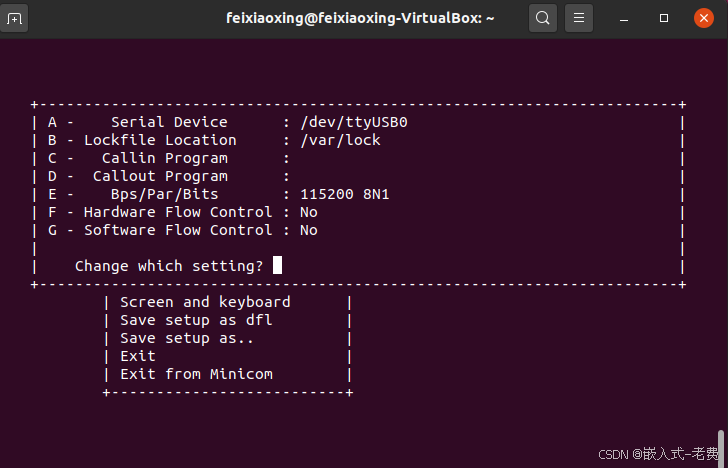 feixiaoxing@feixiaoxing-VirtualBox: ~
+-----------------------------------------------------------------------+
| A -    Serial Device      : /dev/ttyUSB0                              |
| B - Lockfile Location     : /var/lock                                 |
| C -   Callin Program      :                                           |
| D -  Callout Program      :                                           |
| E -    Bps/Par/Bits       : 115200 8N1                                |
| F - Hardware Flow Control : No                                        |
| G - Software Flow Control : No                                        |
|                                                                       |
|    Change which setting?                                              |
+-----------------------------------------------------------------------+
        | Screen and keyboard      |
        | Save setup as dfl        |
        | Save setup as..          |
        | Exit                     |
        | Exit from Minicom        |
        +--------------------------+
CSDN @嵌入式-老费